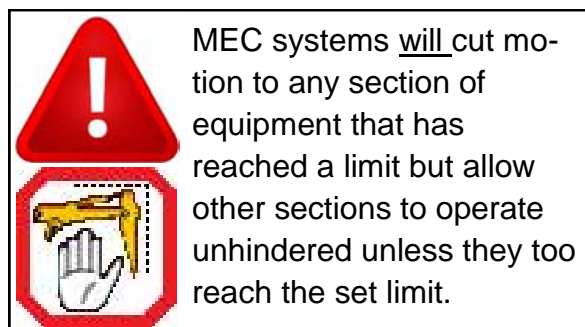 MEC systems will cut mo-
tion to any section of
equipment that has
reached a limit but allow
other sections to operate
unhindered unless they too
reach the set limit.